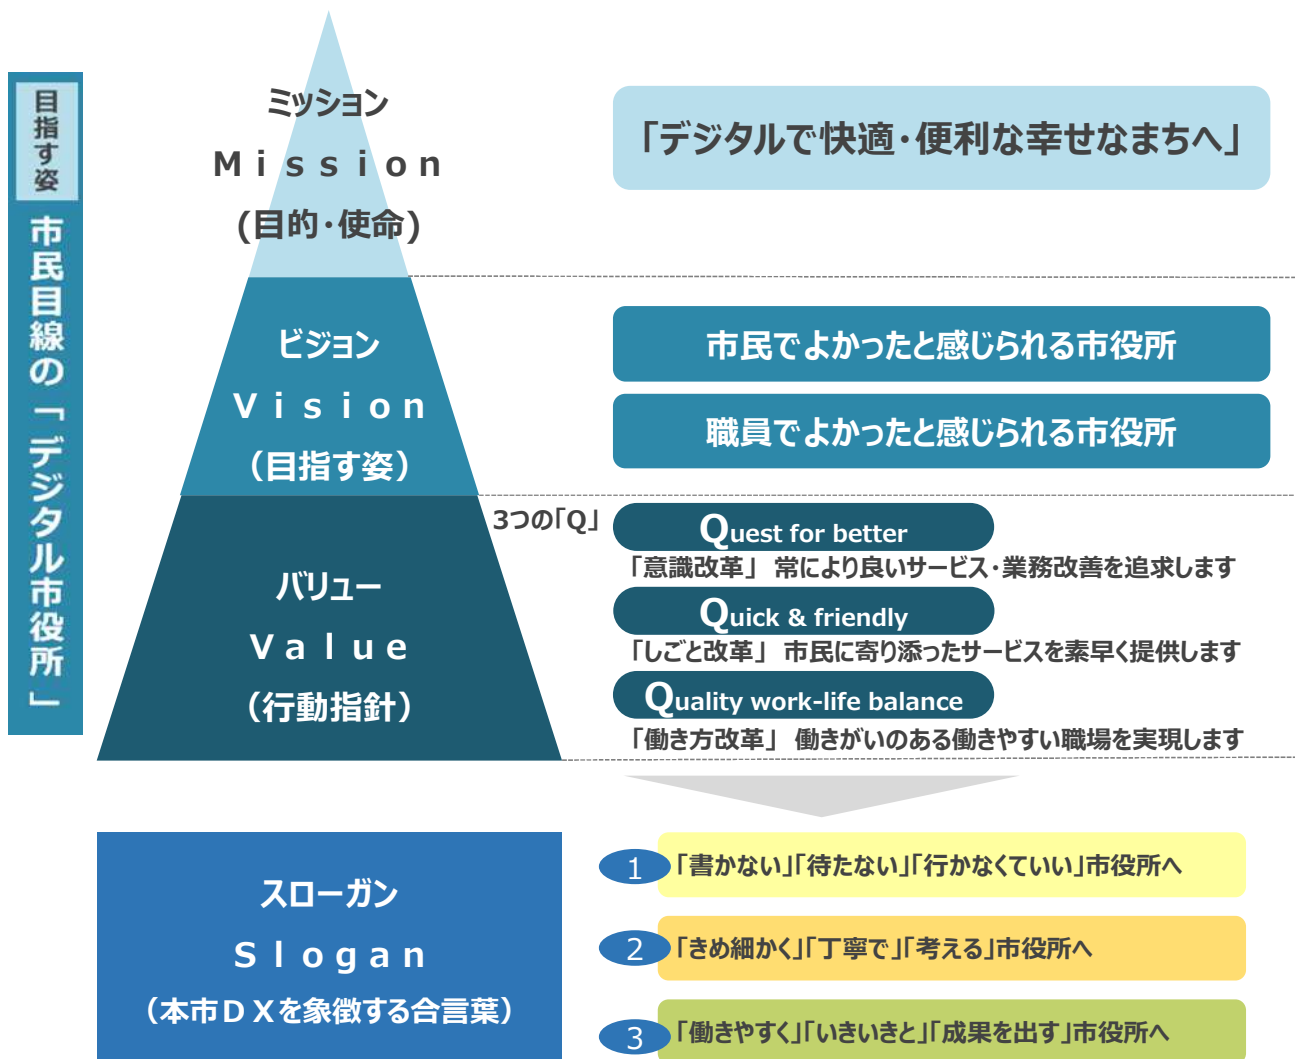 目指す姿
市民目線の「デジタル市役所」
ミッション
Mission
(目的・使命)
「デジタルで快適・便利な幸せなまちへ」
ビジョン
Vision
（目指す姿）
市民でよかったと感じられる市役所
職員でよかったと感じられる市役所
バリュー
Value
（行動指針）
3つの「Q」
Quest for better
「意識改革」 常により良いサービス・業務改善を追求します
Quick & friendly
「しごと改革」 市民に寄り添ったサービスを素早く提供します
Quality work-life balance
「働き方改革」 働きがいのある働きやすい職場を実現します
スローガン
Slogan
（本市ＤＸを象徴する合言葉）
1 「書かない」「待たない」「行かなくていい」市役所へ
2 「きめ細かく」「丁寧で」「考える」市役所へ
3 「働きやすく」「いきいきと」「成果を出す」市役所へ